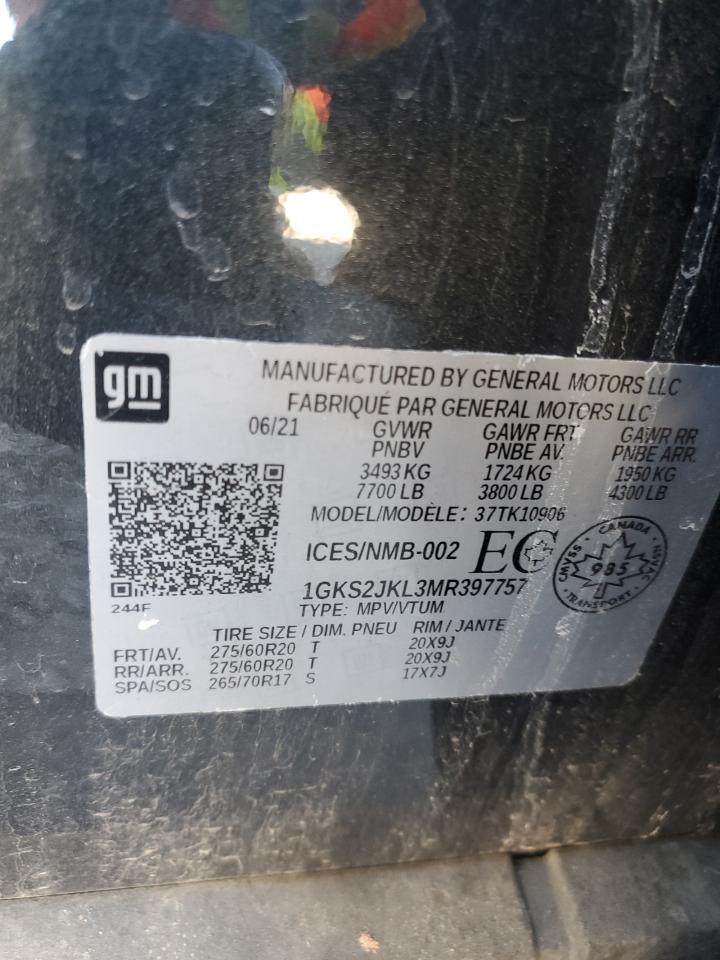 gm
MANUFACTURED BY GENERAL MOTORS LLC
FABRIQUÉ PAR GENERAL MOTORS LLC
06/21 GVWR GAWR FRT GAWR RR
PNBV PNBE AV. PNBE ARR.
3493 KG 1724 KG 1950 KG
7700 LB 3800 LB 4300 LB
MODEL/MODÈLE: 37TK10906
ICES/NMB-002 EC
CANADA
CMVSS 985 NSVAC
TRANSPORT
1GKS2JKL3MR397757
244F
TYPE: MPV/VTUM
TIRE SIZE / DIM. PNEU RIM / JANTE
FRT/AV. 275/60R20 T 20X9J
RR/ARR. 275/60R20 T 20X9J
SPA/SOS 265/70R17 S 17X7J